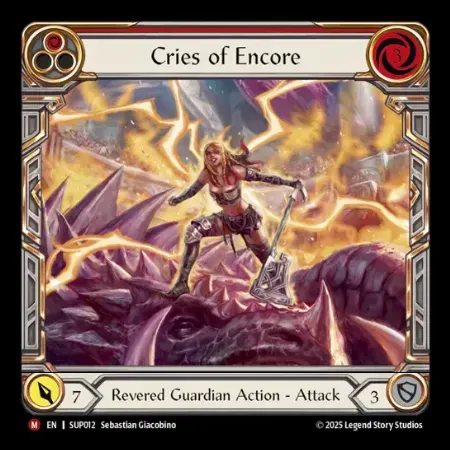 Cries of Encore
3
7
Revered Guardian Action - Attack
3
M EN | SUP012 Sebastian Giacobino
© 2025 Legend Story Studios